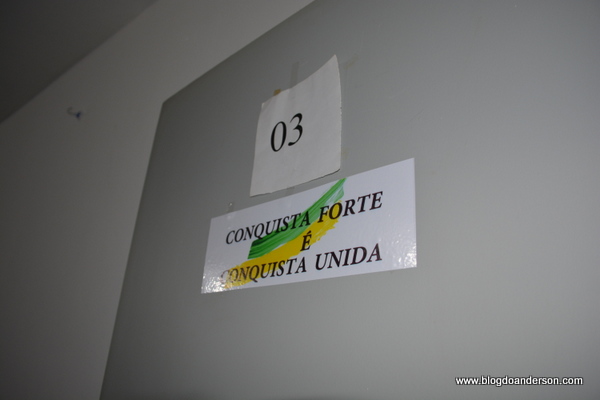 03
CONQUISTA FORTE
É
CONQUISTA UNIDA
www.blogdoanderson.com